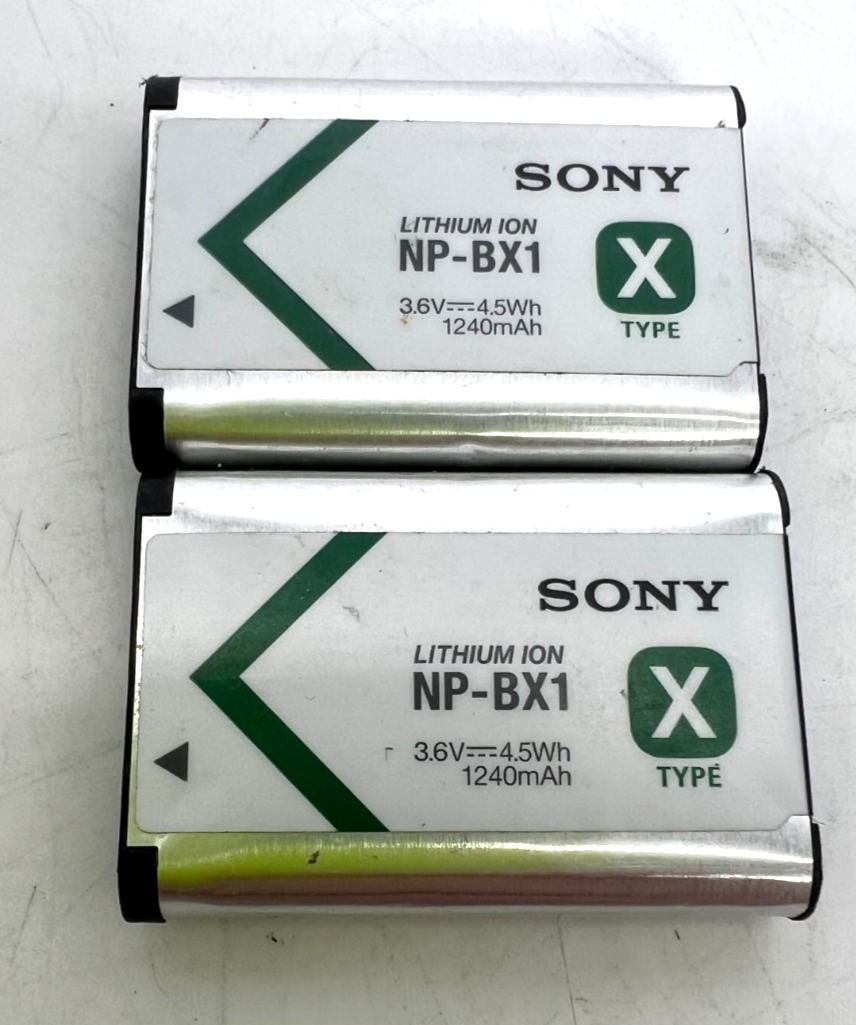 SONY
LITHIUM ION
NP-BX1
X
3.6V⎓4.5Wh
1240mAh
TYPE
SONY
LITHIUM ION
NP-BX1
X
3.6V⎓4.5Wh
1240mAh
TYPE